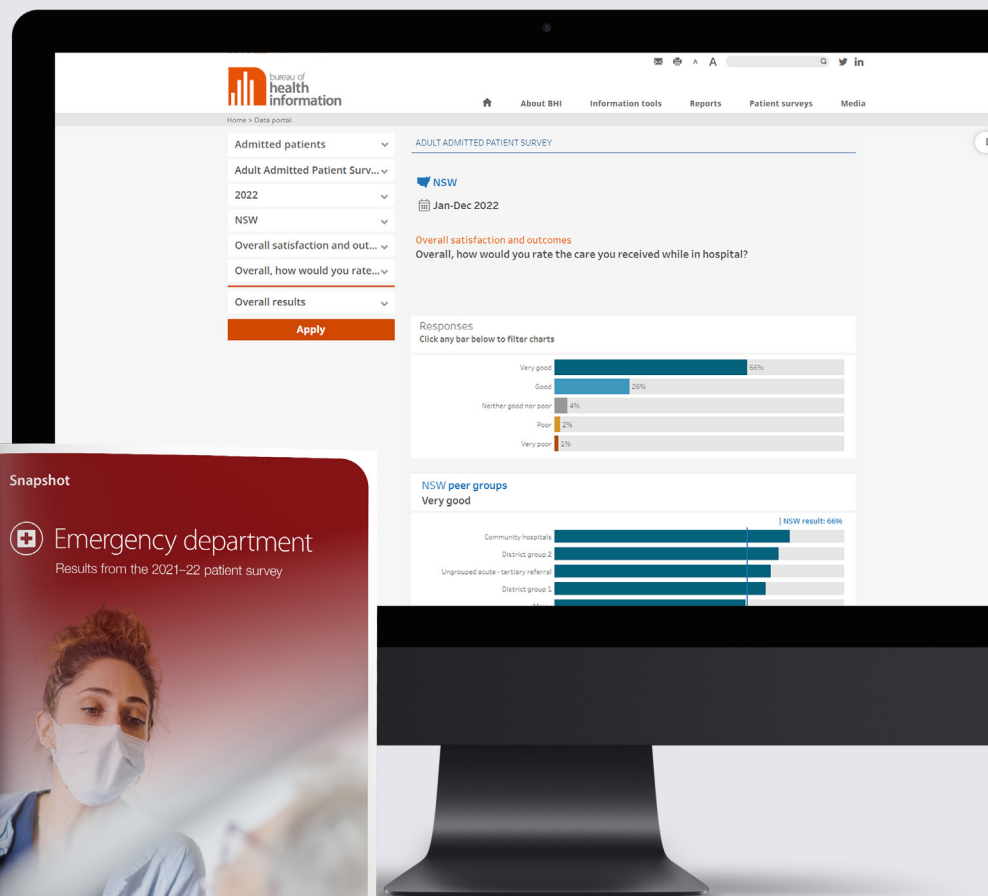 bureau of
health
information
A A
in
About BHI Information tools Reports Patient surveys Media
Home > Data portal
Admitted patients
Adult Admitted Patient Surv...
2022
NSW
Overall satisfaction and out...
Overall, how would you rate...
Overall results
Apply
ADULT ADMITTED PATIENT SURVEY
NSW
Jan-Dec 2022
Overall satisfaction and outcomes
Overall, how would you rate the care you received while in hospital?
Responses
Click any bar below to filter charts
Very good 66%
Good 26%
Neither good nor poor 4%
Poor 2%
Very poor 1%
NSW peer groups
Very good
| NSW result: 66%
Community hospitals
District group 2
Ungrouped acute - tertiary referral
District group 1
Snapshot
Emergency department
Results from the 2021–22 patient survey